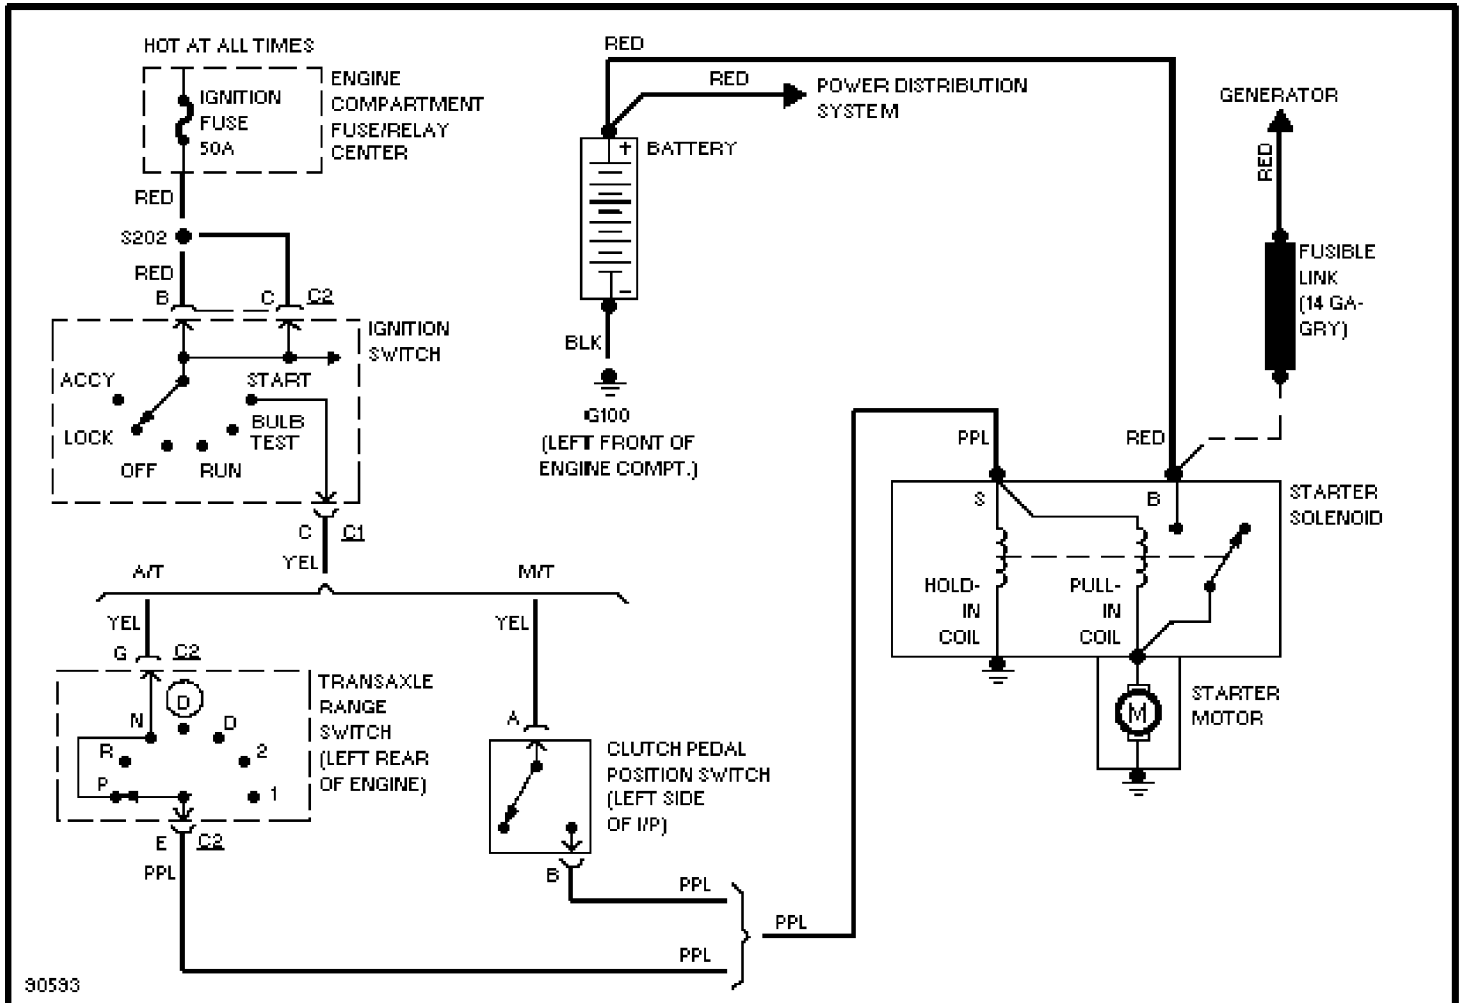 HOT AT ALL TIMES
IGNITION
FUSE
50A
ENGINE
COMPARTMENT
FUSE/RELAY
CENTER
RED
S202
RED
B
C
C2
IGNITION
SWITCH
ACCY
LOCK
OFF
RUN
START
BULB
TEST
C
C1
YEL
A/T
M/T
YEL
G
C2
TRANSAXLE
RANGE
SWITCH
(LEFT REAR
OF ENGINE)
P
R
N
D
D
2
1
E
C2
PPL
YEL
A
CLUTCH PEDAL
POSITION SWITCH
(LEFT SIDE
OF I/P)
B
PPL
PPL
PPL
RED
RED
POWER DISTRIBUTION
SYSTEM
+
BATTERY
-
BLK
G100
(LEFT FRONT OF
ENGINE COMPT.)
GENERATOR
RED
FUSIBLE
LINK
(14 GA-
GRY)
PPL
RED
S
B
STARTER
SOLENOID
HOLD-
IN
COIL
PULL-
IN
COIL
M
STARTER
MOTOR
90593